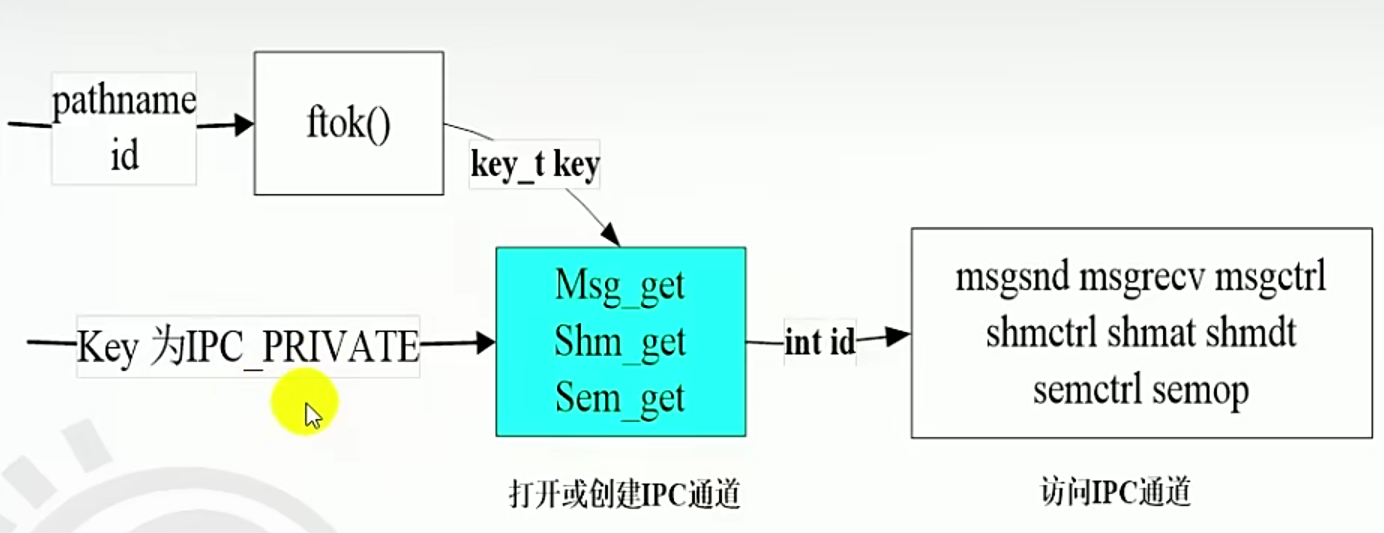 pathname
id
ftok()
key_t key
Key 为IPC_PRIVATE
Msg_get
Shm_get
Sem_get
int id
msgsnd msgrecv msgctrl
shmctrl shmat shmdt
semctrl semop
打开或创建IPC通道
访问IPC通道